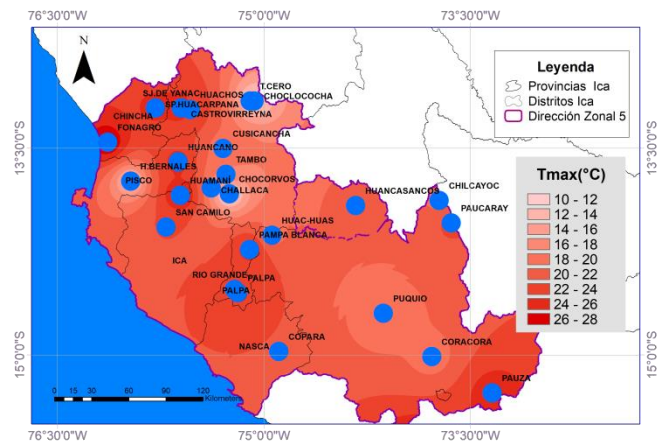 76°30'0"W
75°0'0"W
73°30'0"W
N
Leyenda
Provincias Ica
Distritos Ica
Dirección Zonal 5
T.CERO
SJ.DE YANAC
HUACHOS
CHOCLOCOCHA
CHINCHA
SP.HUACARPANA
FONAGRO
CASTROVIRREYNA
CUSICANCHA
13°30'0"S
HUANCANO
13°30'0"S
TAMBO
H.BERNALES
PISCO
HUAMANI
CHOCORVOS
CHALLACA
HUANCASANCOS
CHILCAYOC
PAUCARAY
Tmax(°C)
10 - 12
12 - 14
14 - 16
16 - 18
18 - 20
20 - 22
22 - 24
24 - 26
26 - 28
SAN CAMILO
HUAC-HUAS
PAMPA BLANCA
ICA
RIO GRANDE
PALPA
PALPA
PUQUIO
NASCA
COPARA
CORACORA
15°0'0"S
15°0'0"S
PAUZA
0 15 30 60 90 120
Kilometers
76°30'0"W
75°0'0"W
73°30'0"W